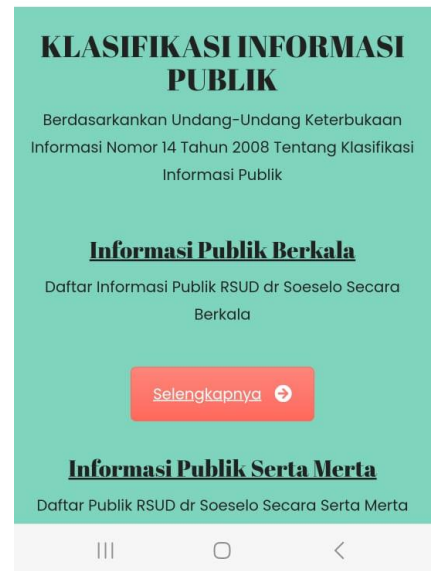 KLASIFIKASI INFORMASI
PUBLIK
Berdasarkankan Undang-Undang Keterbukaan
Informasi Nomor 14 Tahun 2008 Tentang Klasifikasi
Informasi Publik
Informasi Publik Berkala
Daftar Informasi Publik RSUD dr Soeselo Secara
Berkala
Selengkapnya
Informasi Publik Serta Merta
Daftar Publik RSUD dr Soeselo Secara Serta Merta